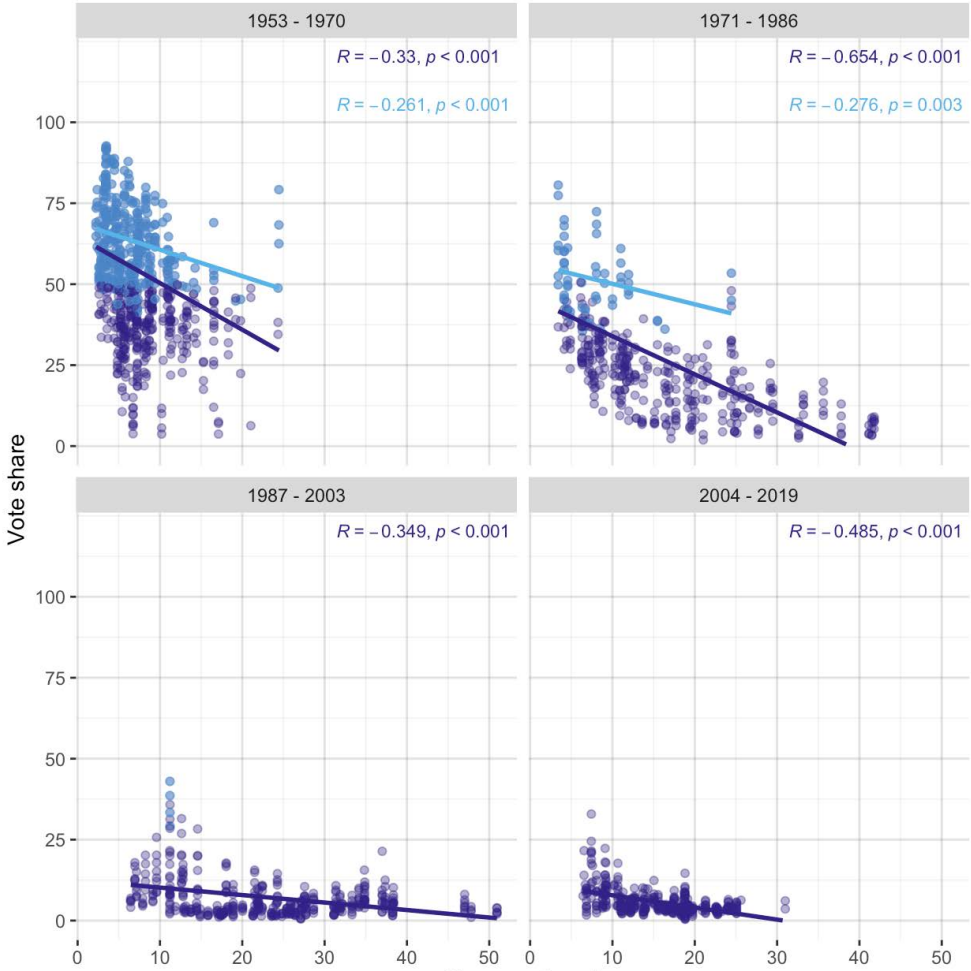 1953 - 1970
1971 - 1986
R = −0.33, p < 0.001
R = −0.654, p < 0.001
R = −0.261, p < 0.001
R = −0.276, p = 0.003
100
75
50
25
0
Vote share
1987 - 2003
2004 - 2019
R = −0.349, p < 0.001
R = −0.485, p < 0.001
100
75
50
25
0
0 10 20 30 40 50
0 10 20 30 40 50